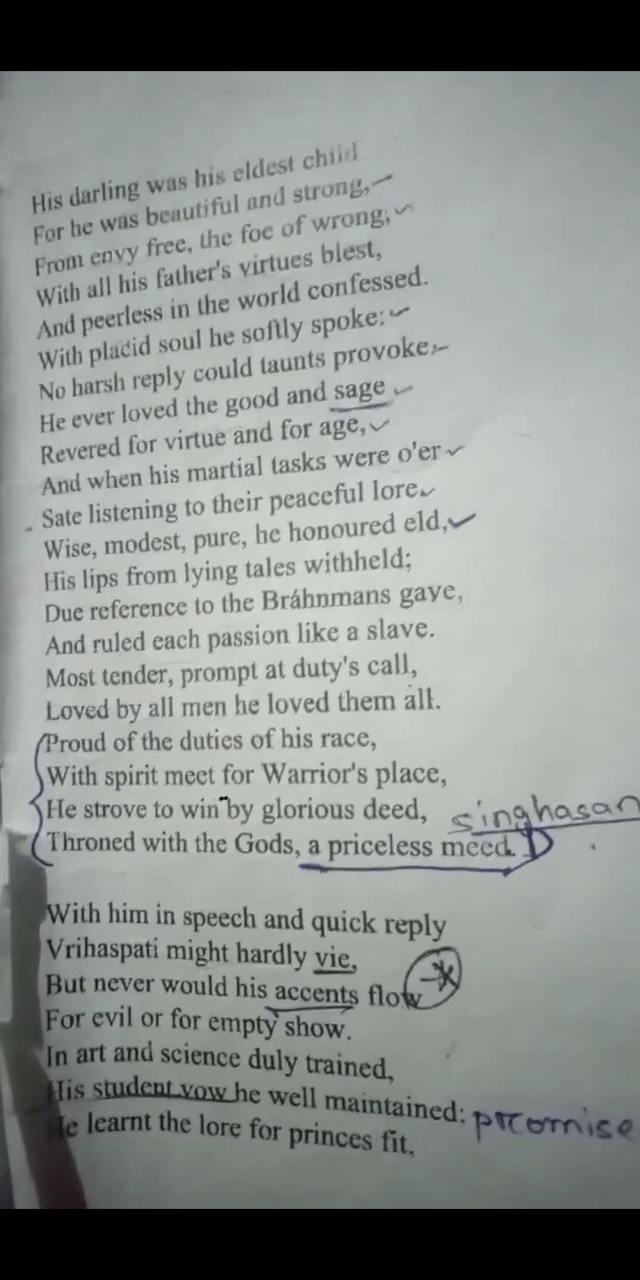 His darling was his eldest child
For he was beautiful and strong,
From envy free, the foe of wrong,
With all his father's virtues blest,
And peerless in the world confessed.
With placid soul he softly spoke:
No harsh reply could taunts provoke.
He ever loved the good and sage
Revered for virtue and for age,
And when his martial tasks were o'er
Sate listening to their peaceful lore.
Wise, modest, pure, he honoured eld,
His lips from lying tales withheld;
Due reference to the Bráhnmans gave,
And ruled each passion like a slave.
Most tender, prompt at duty's call,
Loved by all men he loved them all.
Proud of the duties of his race,
With spirit meet for Warrior's place,
He strove to win by glorious deed, singhasan
Throned with the Gods, a priceless meed.
With him in speech and quick reply
Vrihaspati might hardly vie,
But never would his accents flow
For evil or for empty show.
In art and science duly trained,
His student vow he well maintained; promise
He learnt the lore for princes fit,